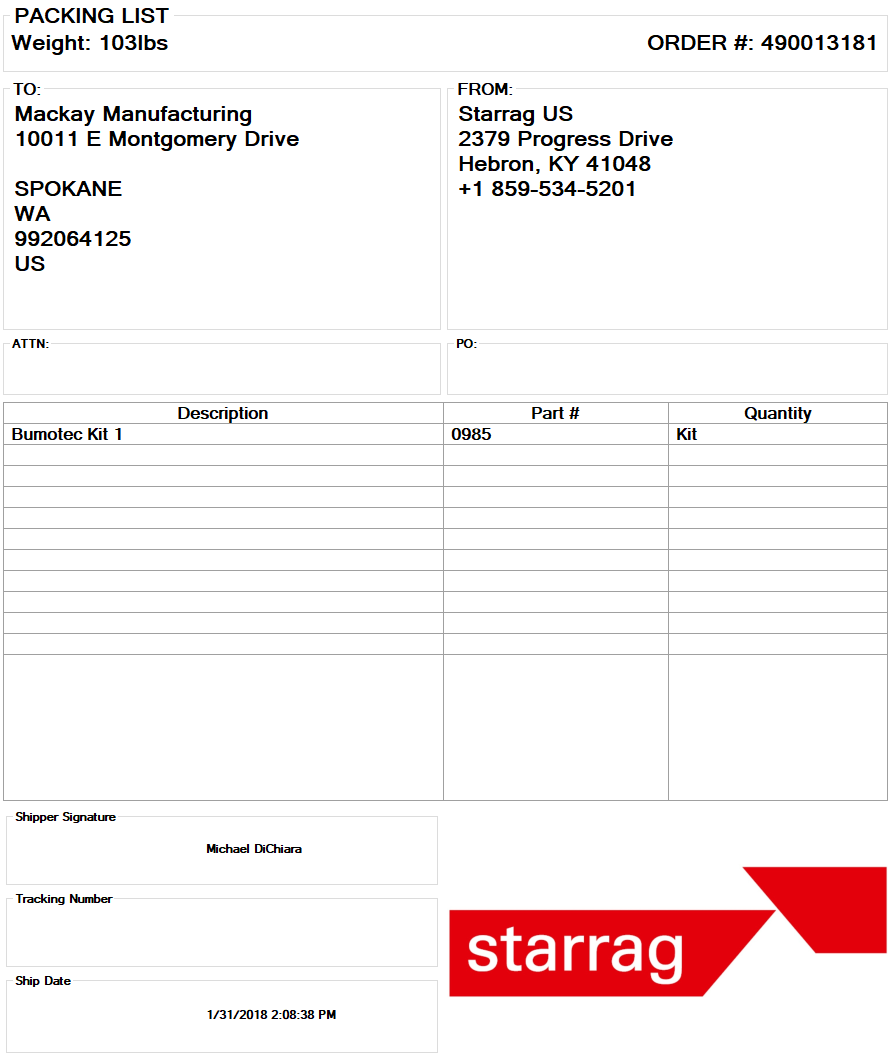 PACKING LIST
Weight: 103lbs
ORDER #: 490013181
TO:
Mackay Manufacturing
10011 E Montgomery Drive
SPOKANE
WA
992064125
US
FROM:
Starrag US
2379 Progress Drive
Hebron, KY 41048
+1 859-534-5201
ATTN:
PO:
Description Part # Quantity
Bumotec Kit 1 0985 Kit
Shipper Signature
Michael DiChiara
Tracking Number
Ship Date
1/31/2018 2:08:38 PM
starrag